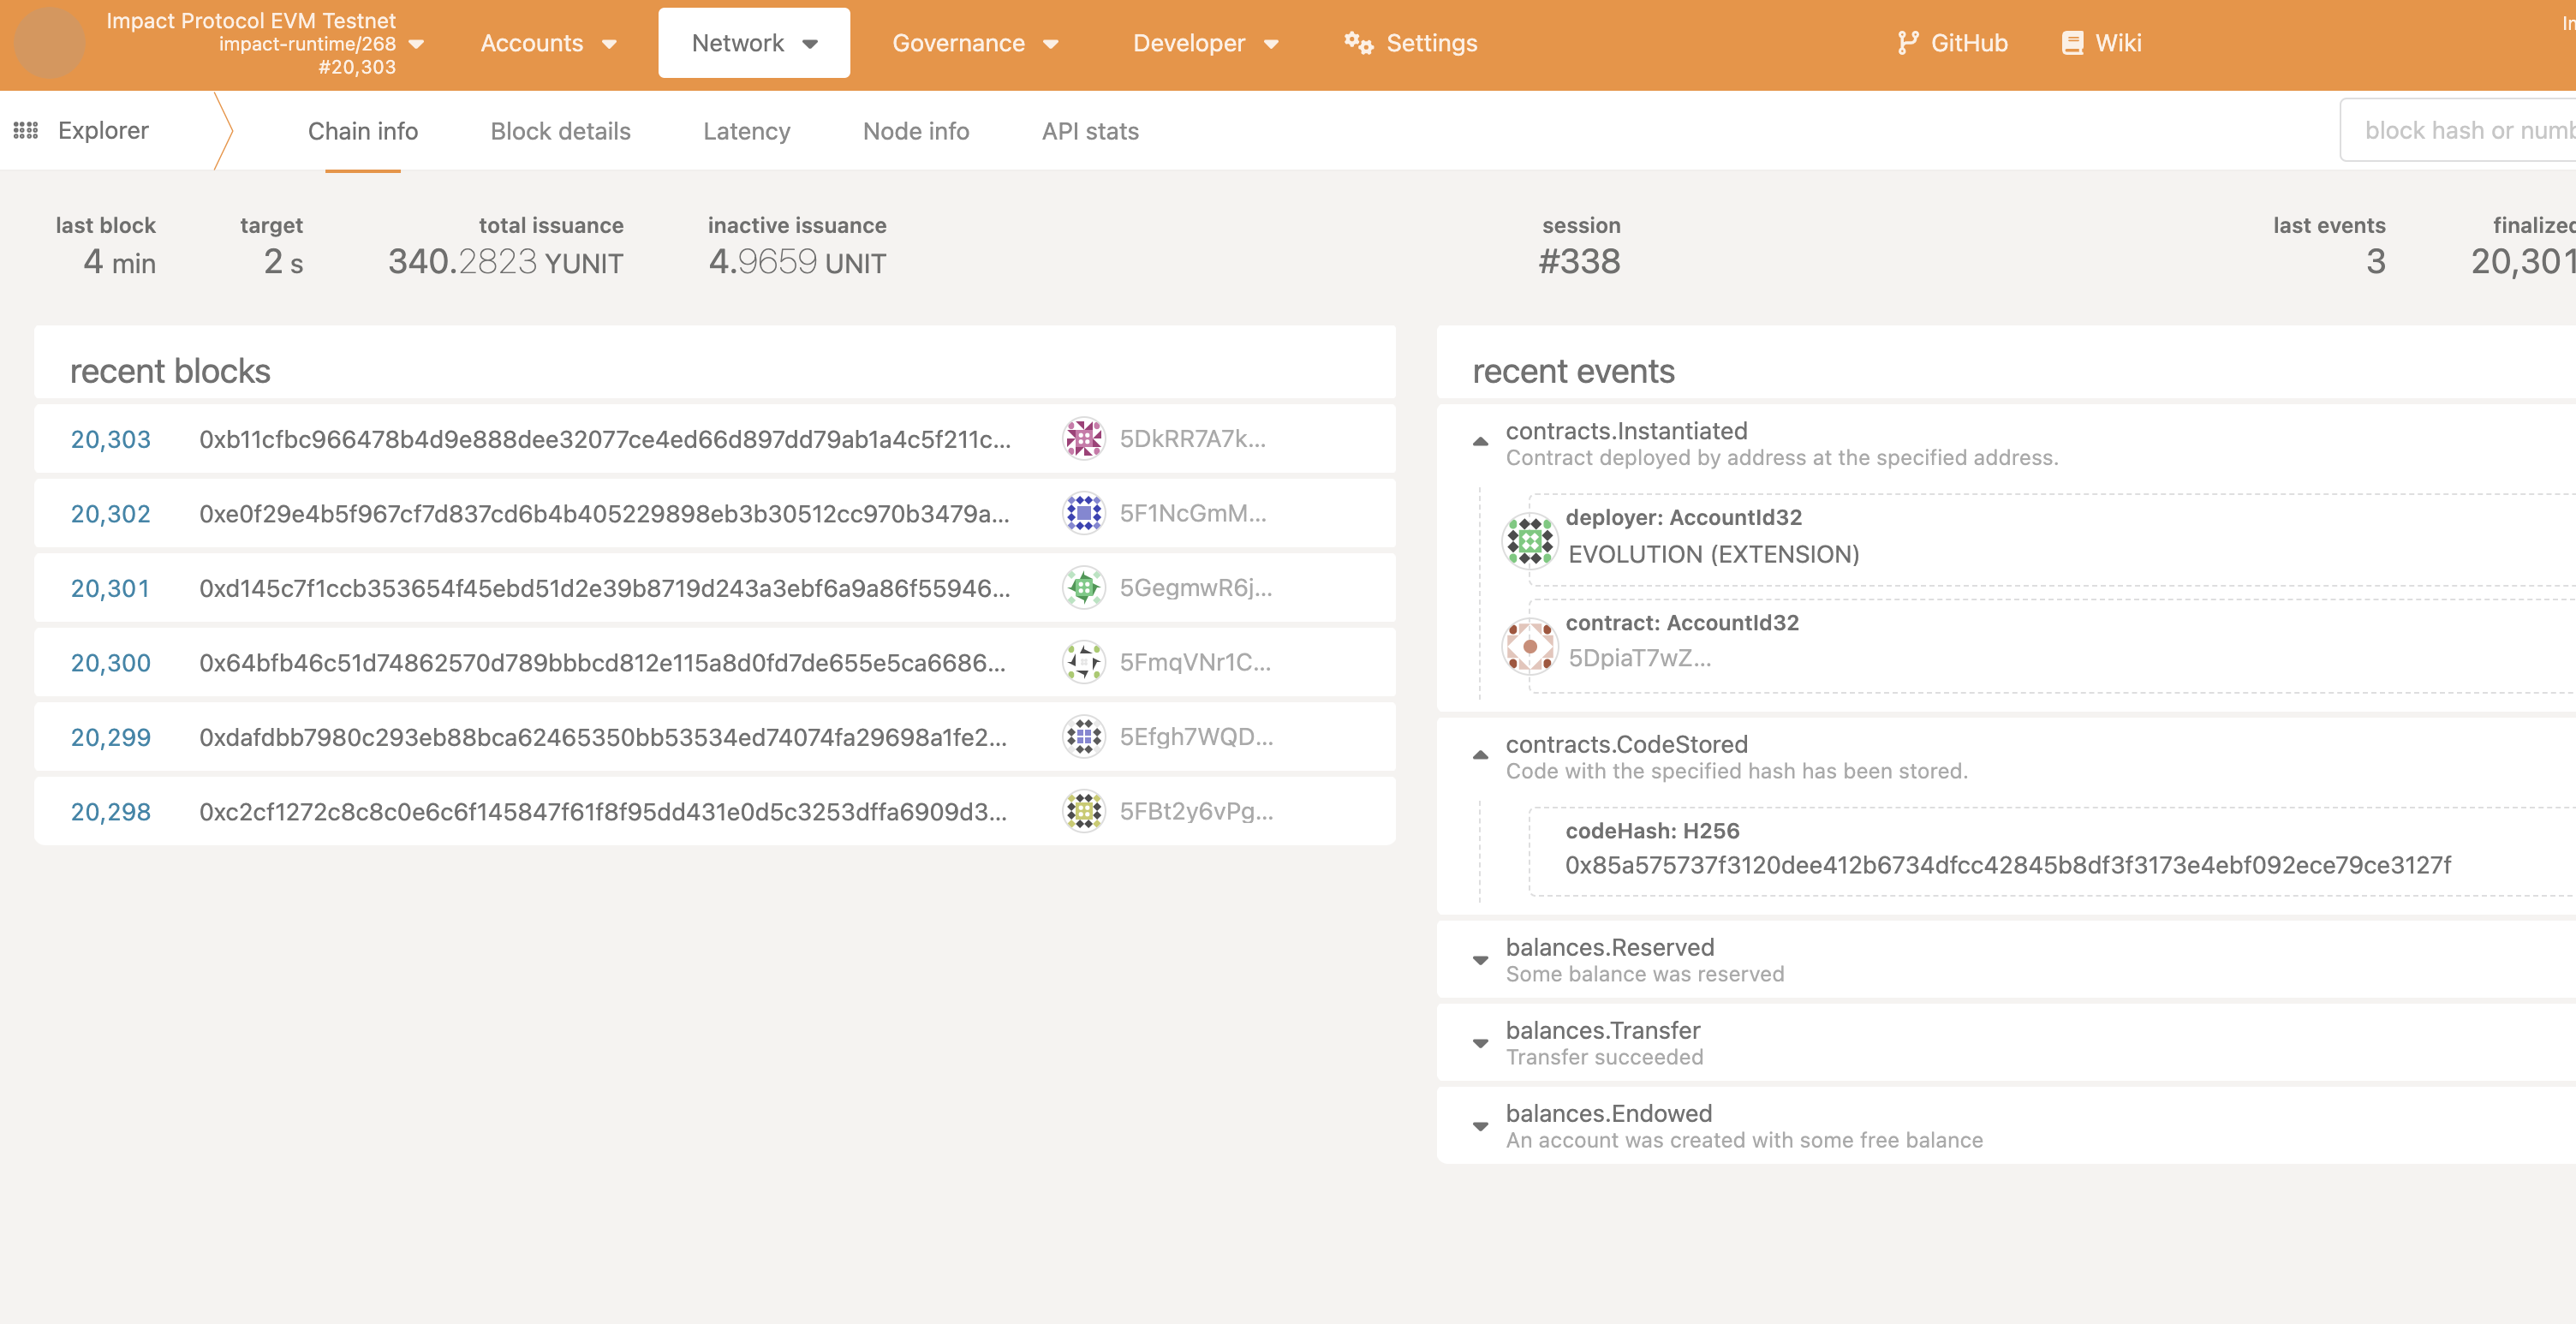 Impact Protocol EVM Testnet
impact-runtime/268
#20,303
Accounts
Network
Governance
Developer
Settings
GitHub
Wiki
Explorer
Chain info
Block details
Latency
Node info
API stats
block hash or numb
last block
4 min
target
2 s
total issuance
340.2823 YUNIT
inactive issuance
4.9659 UNIT
session
#338
last events
3
finalized
20,301
recent blocks
20,303 0xb11cfbc966478b4d9e888dee32077ce4ed66d897dd79ab1a4c5f211c... 5DkRR7A7k...
20,302 0xe0f29e4b5f967cf7d837cd6b4b405229898eb3b30512cc970b3479a... 5F1NcGmM...
20,301 0xd145c7f1ccb353654f45ebd51d2e39b8719d243a3ebf6a9a86f55946... 5GegmwR6j...
20,300 0x64bfb46c51d74862570d789bbbcd812e115a8d0fd7de655e5ca6686... 5FmqVNr1C...
20,299 0xdafdbb7980c293eb88bca62465350bb53534ed74074fa29698a1fe2... 5Efgh7WQD...
20,298 0xc2cf1272c8c8c0e6c6f145847f61f8f95dd431e0d5c3253dffa6909d3... 5FBt2y6vPg...
recent events
contracts.Instantiated
Contract deployed by address at the specified address.
deployer: AccountId32
EVOLUTION (EXTENSION)
contract: AccountId32
5DpiaT7wZ...
contracts.CodeStored
Code with the specified hash has been stored.
codeHash: H256
0x85a575737f3120dee412b6734dfcc42845b8df3f3173e4ebf092ece79ce3127f
balances.Reserved
Some balance was reserved
balances.Transfer
Transfer succeeded
balances.Endowed
An account was created with some free balance